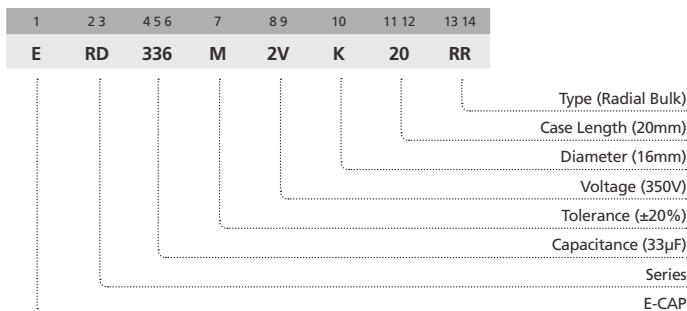 1 2 3 4 5 6 7 8 9 10 11 12 13 14
E RD 336 M 2V K 20 RR
Type (Radial Bulk)
Case Length (20mm)
Diameter (16mm)
Voltage (350V)
Tolerance (±20%)
Capacitance (33µF)
Series
E-CAP